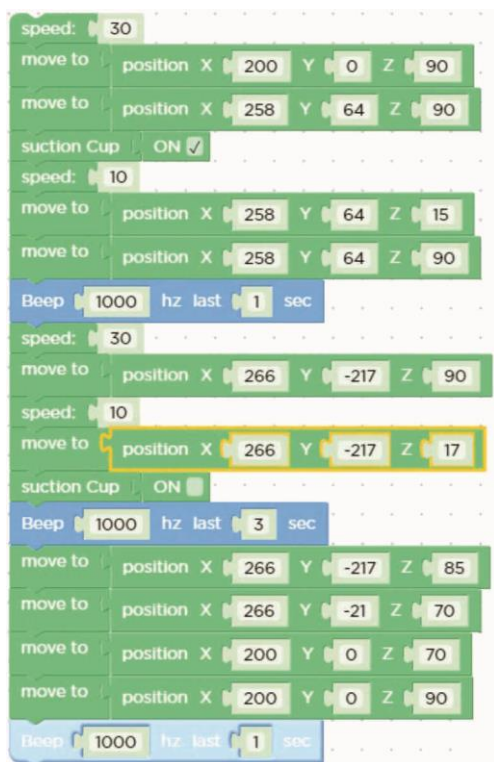 speed: 30
move to position X 200 Y 0 Z 90
move to position X 258 Y 64 Z 90
suction Cup ON
speed: 10
move to position X 258 Y 64 Z 15
move to position X 258 Y 64 Z 90
Beep 1000 hz last 1 sec
speed: 30
move to position X 266 Y -217 Z 90
speed: 10
move to position X 266 Y -217 Z 17
suction Cup ON
Beep 1000 hz last 3 sec
move to position X 266 Y -217 Z 85
move to position X 266 Y -21 Z 70
move to position X 200 Y 0 Z 70
move to position X 200 Y 0 Z 90
Beep 1000 hz last 1 sec